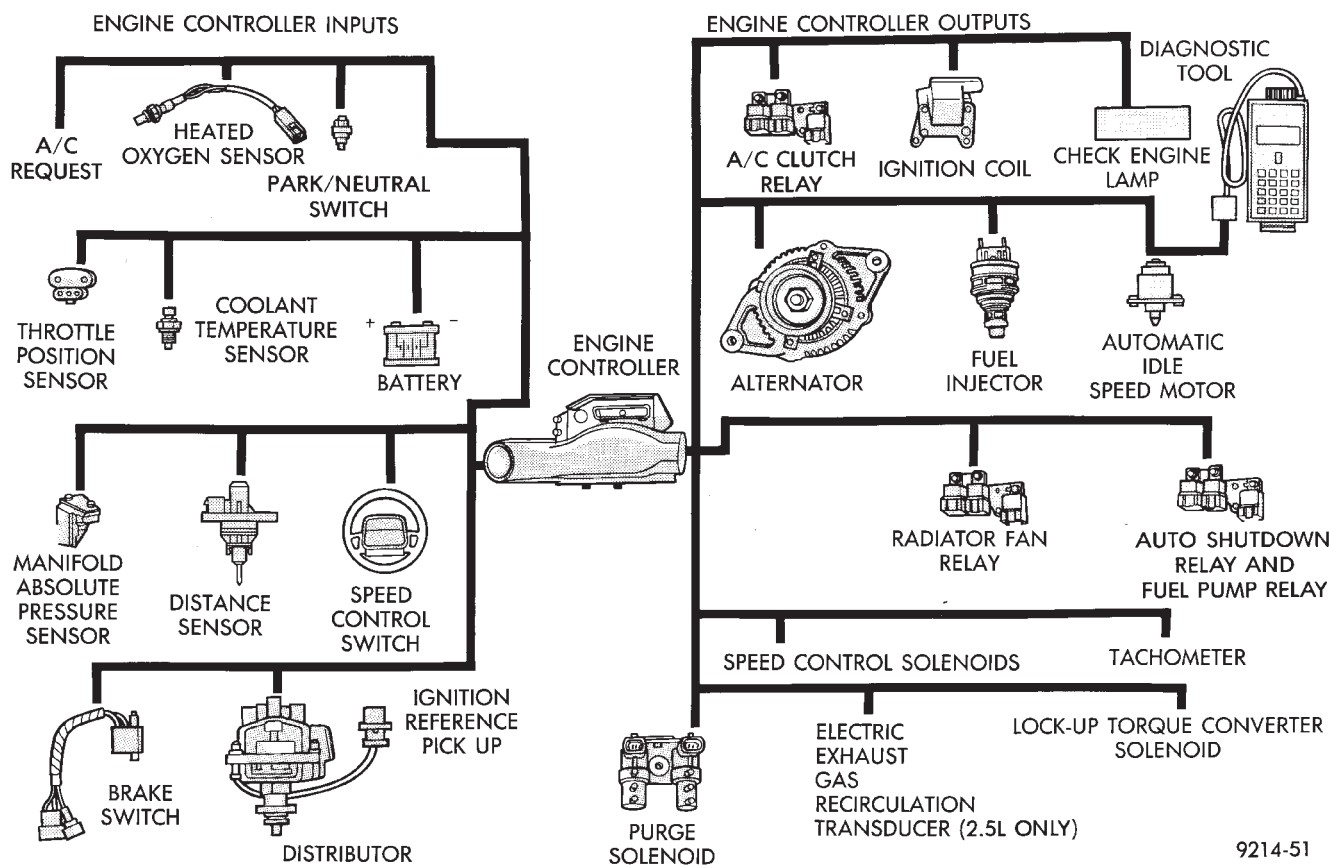 ENGINE CONTROLLER INPUTS
A/C
REQUEST
HEATED
OXYGEN SENSOR
PARK/NEUTRAL
SWITCH
THROTTLE
POSITION
SENSOR
COOLANT
TEMPERATURE
SENSOR
+ −
BATTERY
MANIFOLD
ABSOLUTE
PRESSURE
SENSOR
DISTANCE
SENSOR
SPEED
CONTROL
SWITCH
BRAKE
SWITCH
DISTRIBUTOR
IGNITION
REFERENCE
PICK UP
ENGINE
CONTROLLER
ENGINE CONTROLLER OUTPUTS
A/C CLUTCH
RELAY
IGNITION COIL
CHECK ENGINE
LAMP
DIAGNOSTIC
TOOL
ALTERNATOR
FUEL
INJECTOR
AUTOMATIC
IDLE
SPEED MOTOR
RADIATOR FAN
RELAY
AUTO SHUTDOWN
RELAY AND
FUEL PUMP RELAY
SPEED CONTROL SOLENOIDS
TACHOMETER
PURGE
SOLENOID
ELECTRIC
EXHAUST
GAS
RECIRCULATION
TRANSDUCER (2.5L ONLY)
LOCK-UP TORQUE CONVERTER
SOLENOID
9214-51